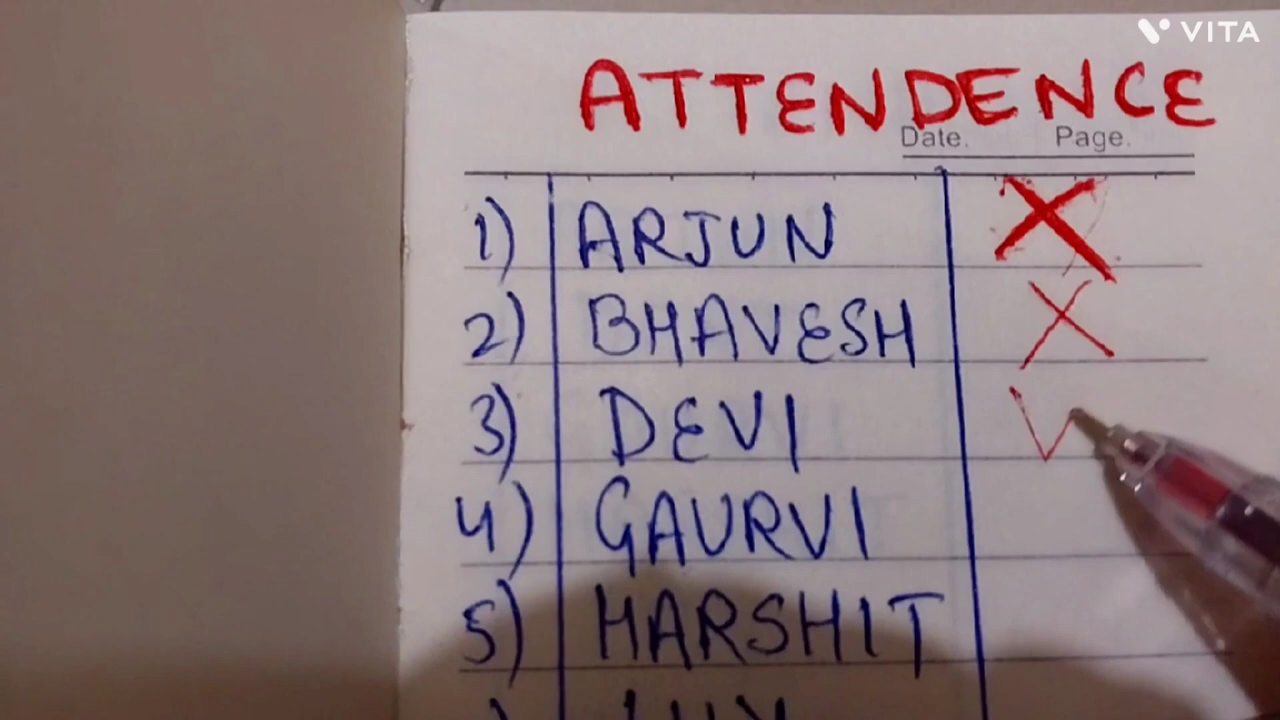 VITA
ATTENDENCE
Date. Page.
1) ARJUN X
2) BHAVESH X
3) DEVI
4) GAURVI
5) HARSHIT